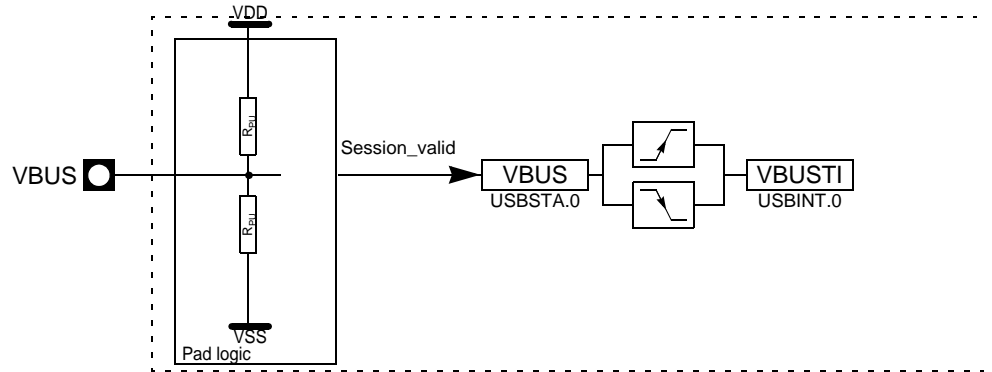 VDD
R_PU
Session_valid
VBUS
VBUS
VBUSTI
USBSTA.0
USBINT.0
R_PU
VSS
Pad logic